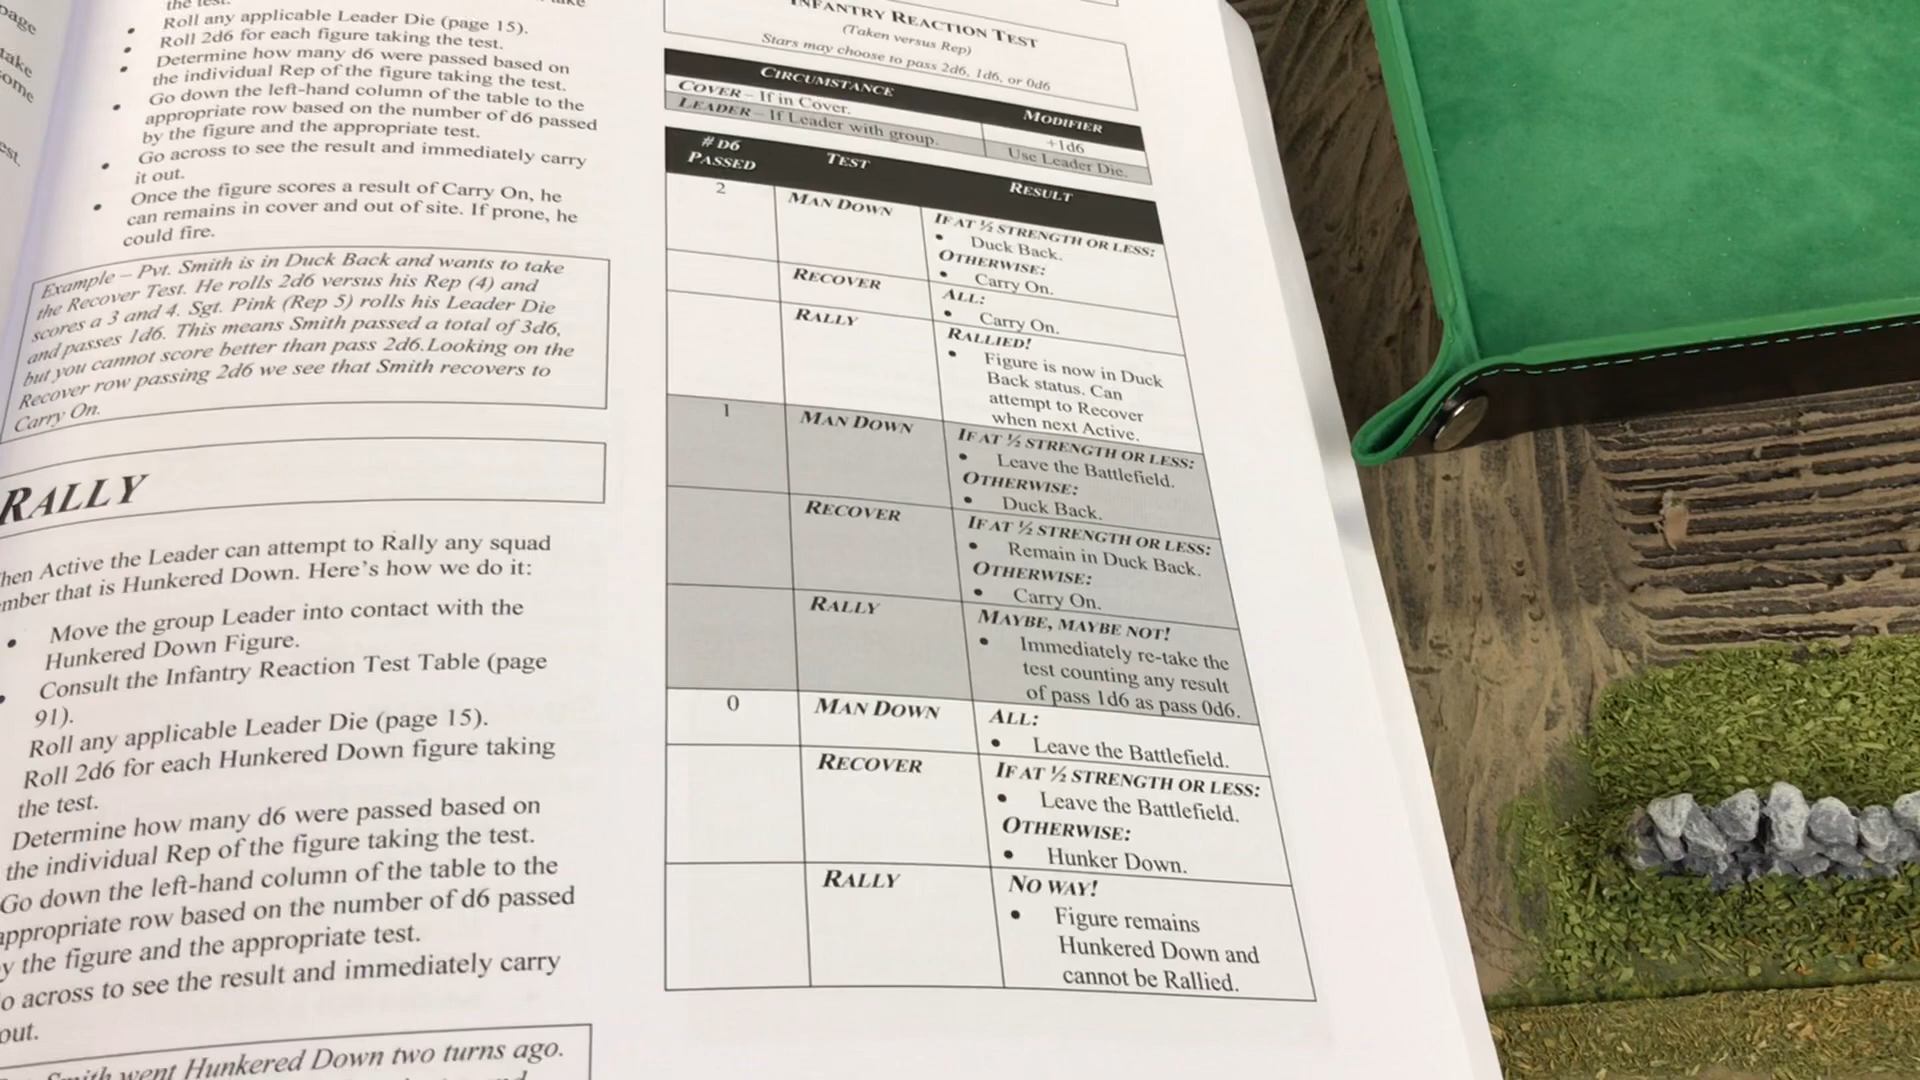 page
take
ome
est.
the test.
• Roll any applicable Leader Die (page 15).
• Roll 2d6 for each figure taking the test.
• Determine how many d6 were passed based on
the individual Rep of the figure taking the test.
• Go down the left-hand column of the table to the
appropriate row based on the number of d6 passed
by the figure and the appropriate test.
• Go across to see the result and immediately carry
it out.
• Once the figure scores a result of Carry On, he
can remains in cover and out of site. If prone, he
could fire.
Example – Pvt. Smith is in Duck Back and wants to take
the Recover Test. He rolls 2d6 versus his Rep (4) and
scores a 3 and 4. Sgt. Pink (Rep 5) rolls his Leader Die
and passes 1d6. This means Smith passed a total of 3d6,
but you cannot score better than pass 2d6.Looking on the
Recover row passing 2d6 we see that Smith recovers to
Carry On.
RALLY
hen Active the Leader can attempt to Rally any squad
mber that is Hunkered Down. Here's how we do it:
• Move the group Leader into contact with the
Hunkered Down Figure.
• Consult the Infantry Reaction Test Table (page
91).
Roll any applicable Leader Die (page 15).
Roll 2d6 for each Hunkered Down figure taking
the test.
Determine how many d6 were passed based on
the individual Rep of the figure taking the test.
Go down the left-hand column of the table to the
appropriate row based on the number of d6 passed
y the figure and the appropriate test.
o across to see the result and immediately carry
out.
Smith went Hunkered Down two turns ago.
INFANTRY REACTION TEST
(Taken versus Rep)
Stars may choose to pass 2d6, 1d6, or 0d6
CIRCUMSTANCE MODIFIER
COVER – If in Cover. +1d6
LEADER – If Leader with group. Use Leader Die.
# D6
PASSED TEST RESULT
2 MAN DOWN IF AT ½ STRENGTH OR LESS:
• Duck Back.
OTHERWISE:
• Carry On.
RECOVER ALL:
• Carry On.
RALLY RALLIED!
• Figure is now in Duck
Back status. Can
attempt to Recover
when next Active.
1 MAN DOWN IF AT ½ STRENGTH OR LESS:
• Leave the Battlefield.
OTHERWISE:
• Duck Back.
RECOVER IF AT ½ STRENGTH OR LESS:
• Remain in Duck Back.
OTHERWISE:
• Carry On.
RALLY MAYBE, MAYBE NOT!
• Immediately re-take the
test counting any result
of pass 1d6 as pass 0d6.
0 MAN DOWN ALL:
• Leave the Battlefield.
RECOVER IF AT ½ STRENGTH OR LESS:
• Leave the Battlefield.
OTHERWISE:
• Hunker Down.
RALLY NO WAY!
• Figure remains
Hunkered Down and
cannot be Rallied.